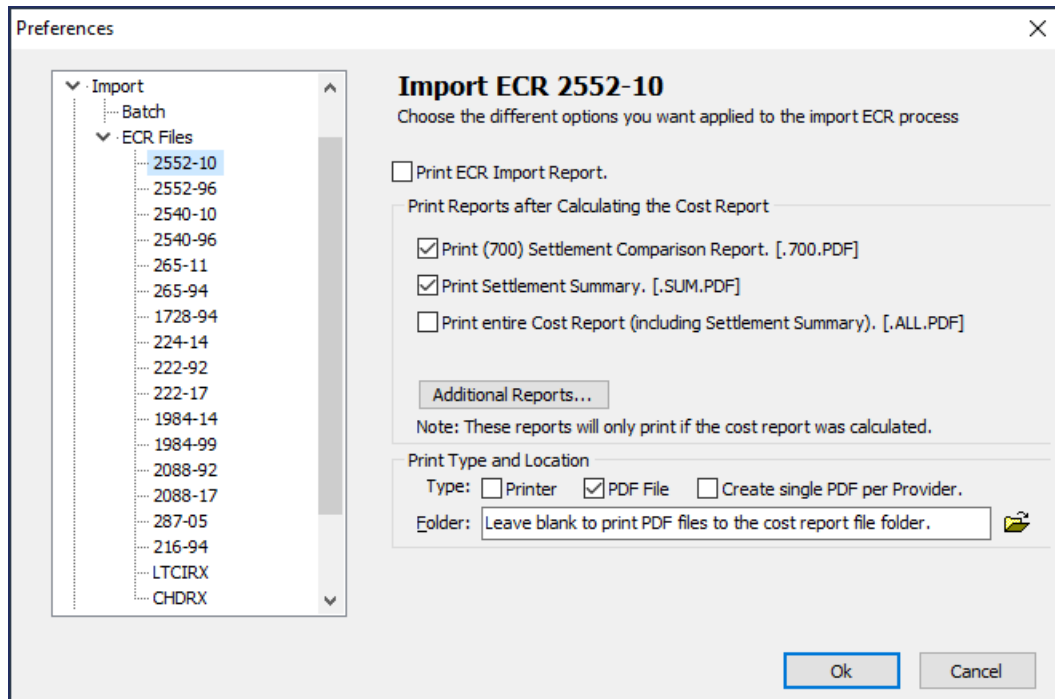 Preferences
Import
Batch
ECR Files
2552-10
2552-96
2540-10
2540-96
265-11
265-94
1728-94
224-14
222-92
222-17
1984-14
1984-99
2088-92
2088-17
287-05
216-94
LTCIRX
CHDRX
Import ECR 2552-10
Choose the different options you want applied to the import ECR process
Print ECR Import Report.
Print Reports after Calculating the Cost Report
Print (700) Settlement Comparison Report. [.700.PDF]
Print Settlement Summary. [.SUM.PDF]
Print entire Cost Report (including Settlement Summary). [.ALL.PDF]
Additional Reports...
Note: These reports will only print if the cost report was calculated.
Print Type and Location
Type: Printer PDF File Create single PDF per Provider.
Folder: Leave blank to print PDF files to the cost report file folder.
Ok Cancel